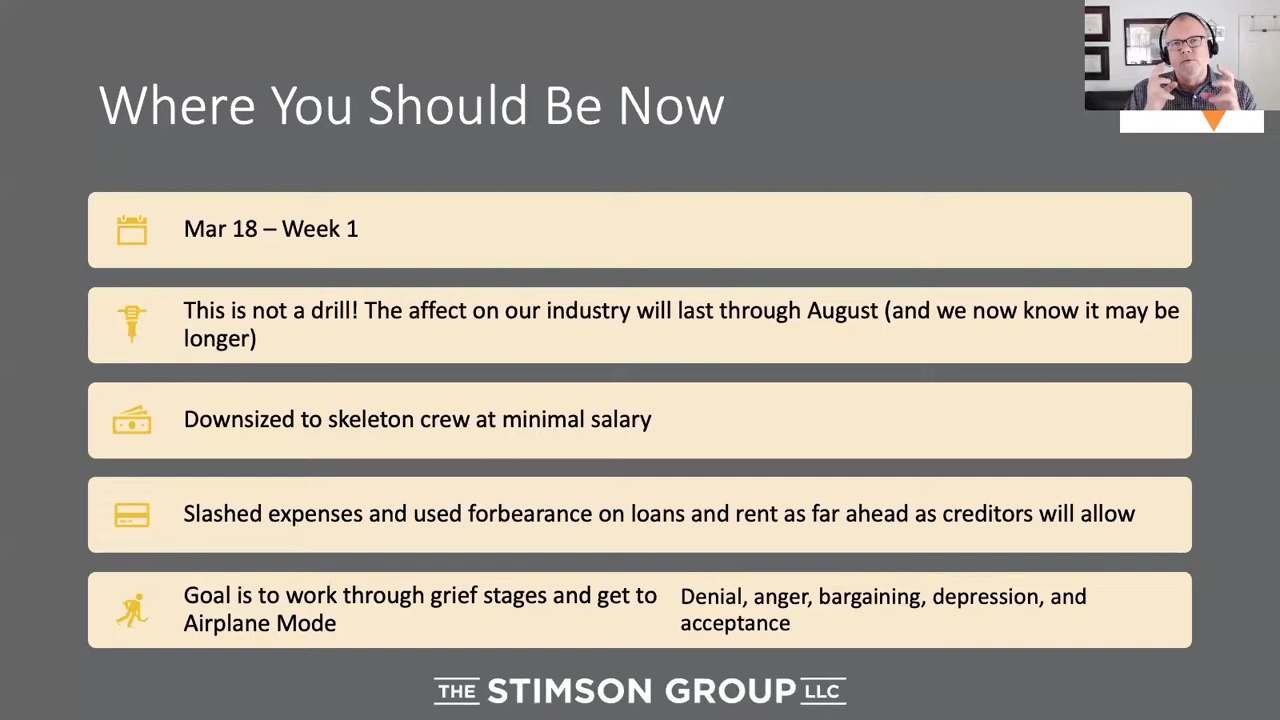 Where You Should Be Now
Mar 18 – Week 1
This is not a drill! The affect on our industry will last through August (and we now know it may be
longer)
Downsized to skeleton crew at minimal salary
Slashed expenses and used forbearance on loans and rent as far ahead as creditors will allow
Goal is to work through grief stages and get to
Airplane Mode
Denial, anger, bargaining, depression, and
acceptance
THE STIMSON GROUP LLC